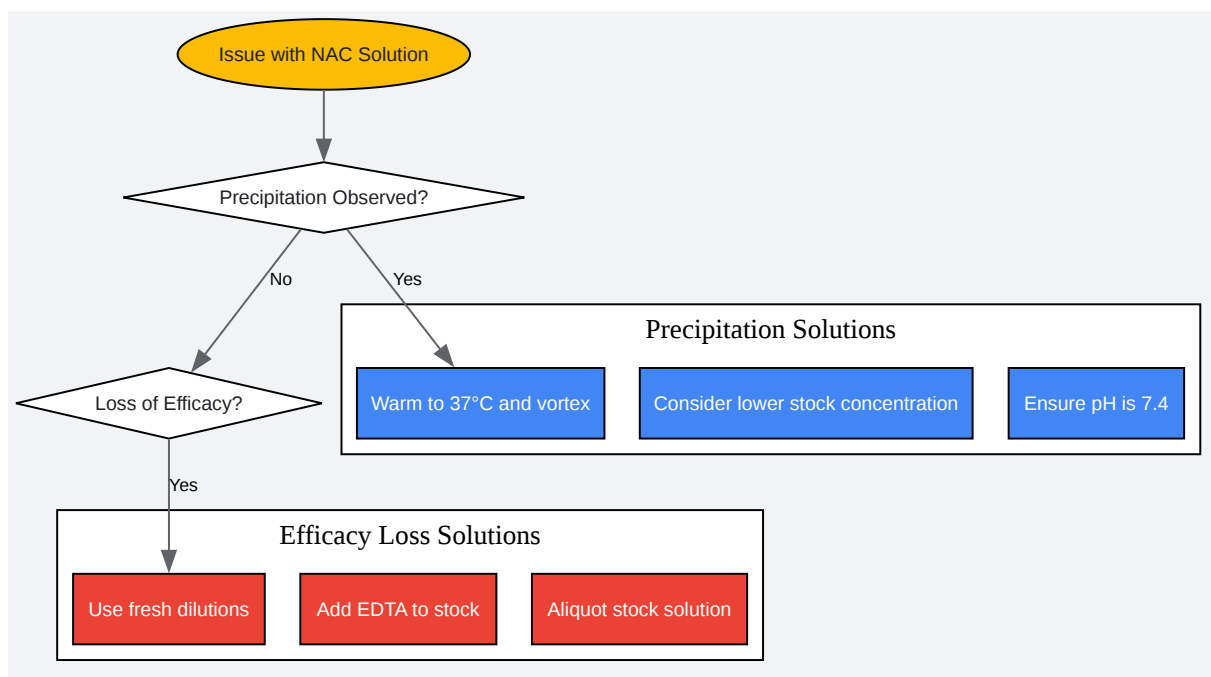 Issue with NAC Solution
Precipitation Observed?
No
Yes
Precipitation Solutions
Warm to 37°C and vortex
Consider lower stock concentration
Ensure pH is 7.4
Loss of Efficacy?
Yes
Efficacy Loss Solutions
Use fresh dilutions
Add EDTA to stock
Aliquot stock solution